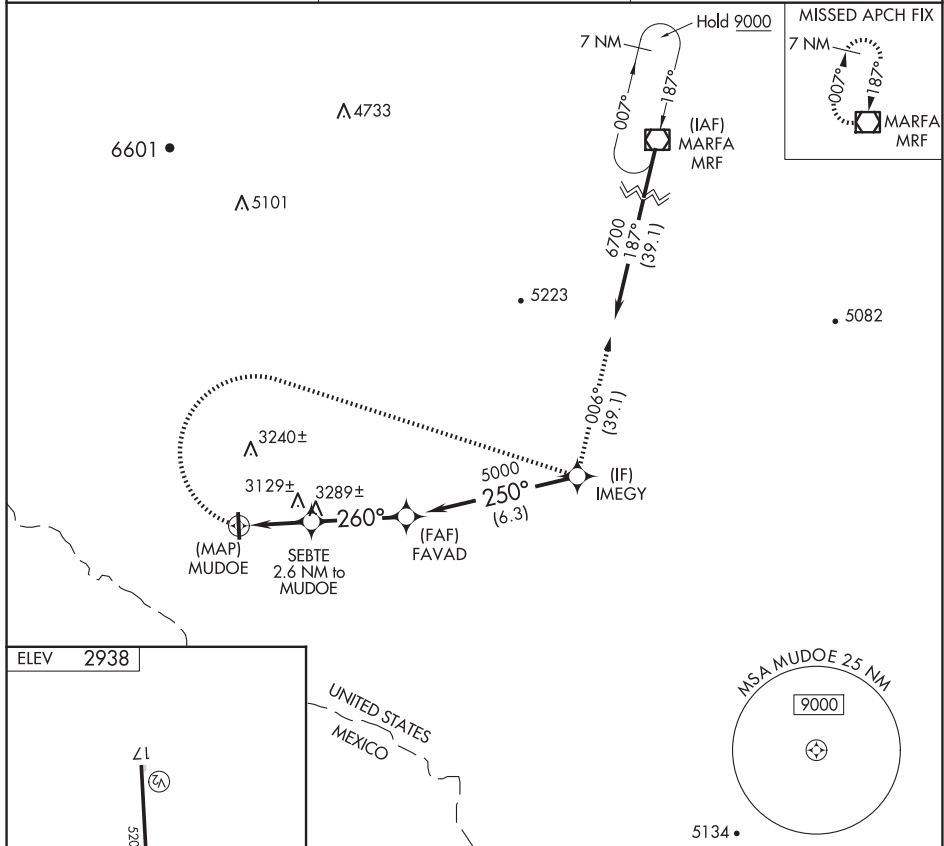 Hold 9000
7 NM
007°
187°
(IAF)
MARFA
MRF
MISSED APCH FIX
7 NM
007°
187°
MARFA
MRF
4733
6601
5101
6700
187°
(39.1)
5223
5082
006°
(39.1)
3240±
3129±
3289±
5000
250°
(6.3)
(IF)
IMEGY
260°
(FAF)
FAVAD
(MAP)
MUDOE
SEBTE
2.6 NM to
MUDOE
ELEV 2938
17
V2
520
UNITED STATES
MEXICO
MSA MUDOE 25 NM
9000
5134